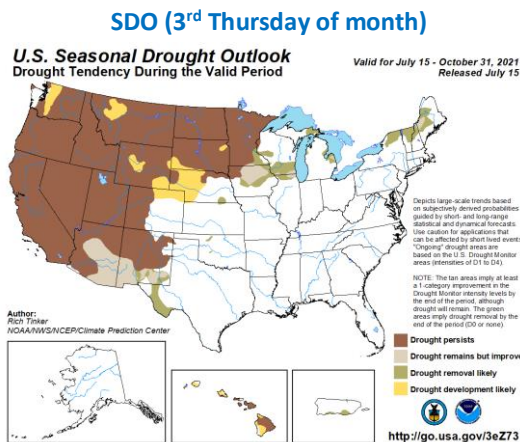 SDO (3rd Thursday of month)
U.S. Seasonal Drought Outlook
Drought Tendency During the Valid Period
Valid for July 15 - October 31, 2021
Released July 15
Depicts large-scale trends based
on subjectively derived probabilities
guided by short- and long-range
statistical and dynamical forecasts.
Use caution for applications that
can be affected by short lived events.
"Ongoing" drought areas are
based on the U.S. Drought Monitor
areas (intensities of D1 to D4).
NOTE: The tan areas imply at least
a 1-category improvement in the
Drought Monitor intensity levels by
the end of the period, although
drought will remain. The green
areas imply drought removal by the
end of the period (D0 or none).
Author:
Rich Tinker
NOAA/NWS/NCEP/Climate Prediction Center
Drought persists
Drought remains but improve
Drought removal likely
Drought development likely
http://go.usa.gov/3eZ73